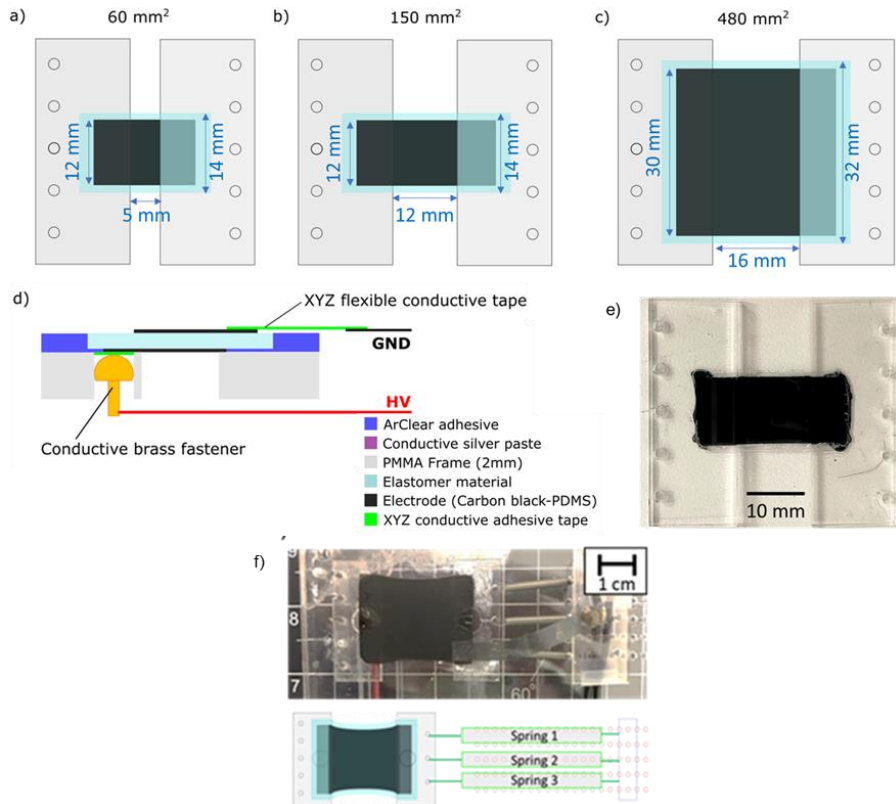 a)
60 mm²
b)
150 mm²
c)
480 mm²
12 mm
14 mm
5 mm
12 mm
14 mm
12 mm
30 mm
32 mm
16 mm
d)
XYZ flexible conductive tape
GND
HV
Conductive brass fastener
ArClear adhesive
Conductive silver paste
PMMA Frame (2mm)
Elastomer material
Electrode (Carbon black-PDMS)
XYZ conductive adhesive tape
e)
10 mm
f)
1 cm
8
7
60°
Spring 1
Spring 2
Spring 3